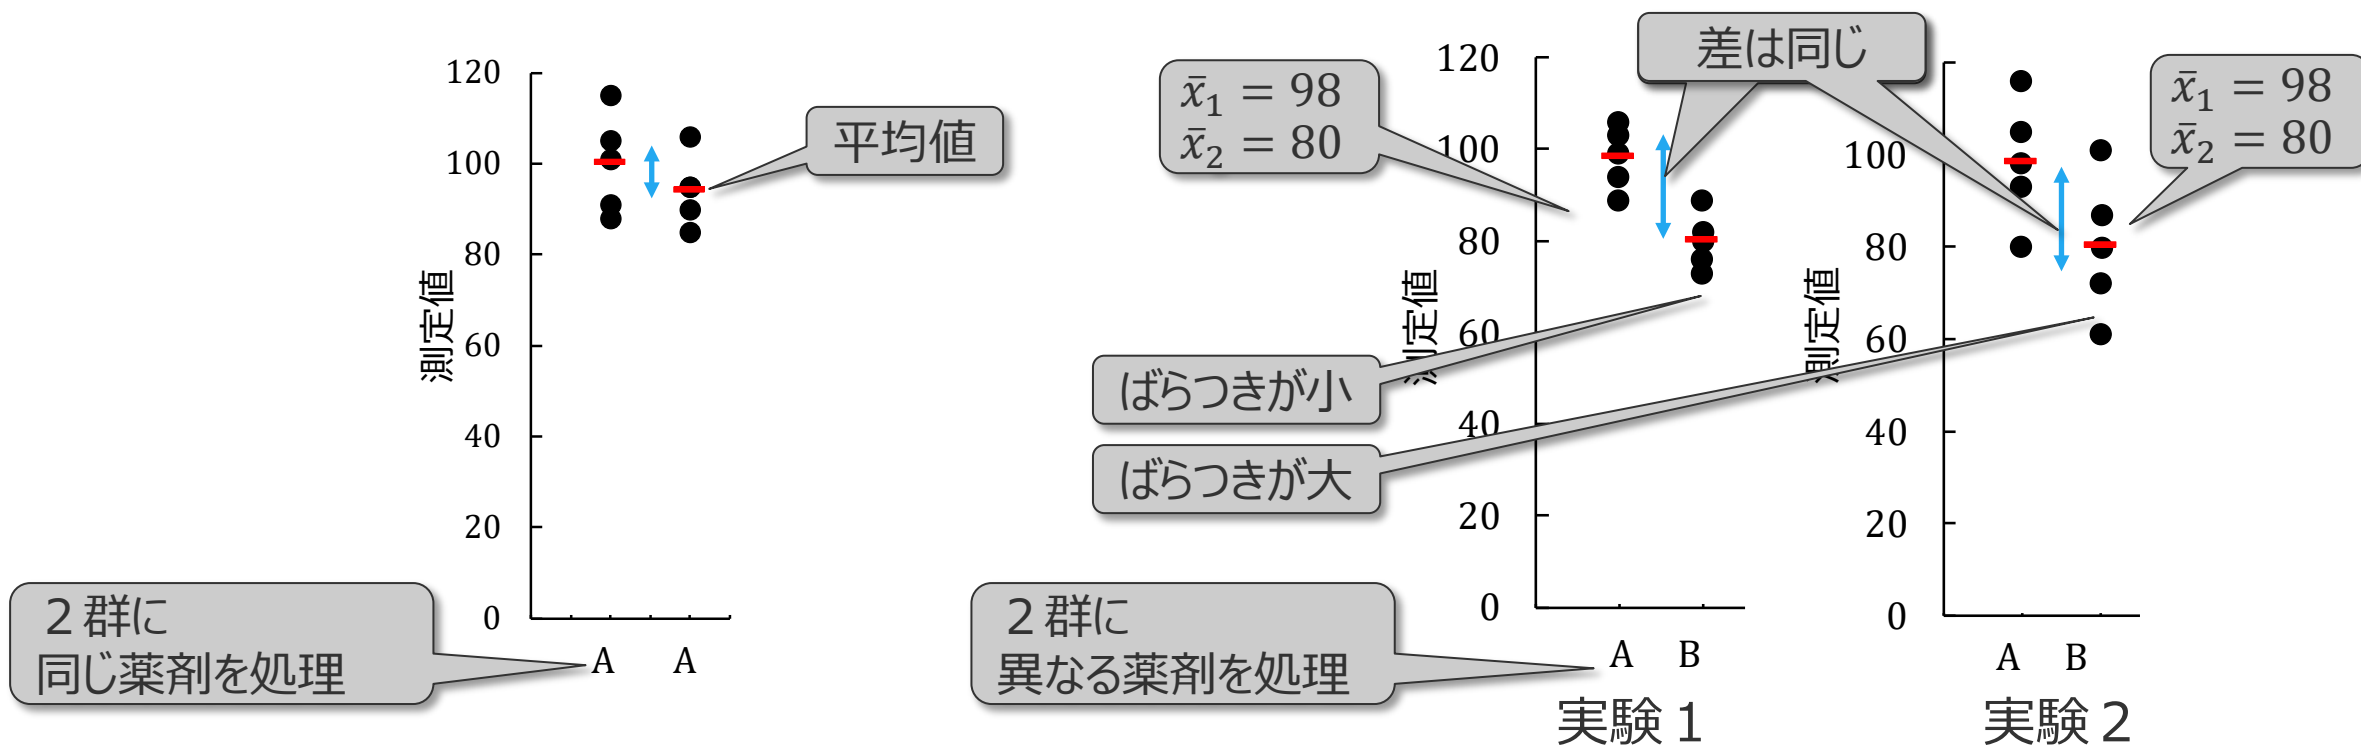 120
100
80
60
40
20
0
測定値
平均値
A A
２群に
同じ薬剤を処理
差は同じ
x̄₁ = 98
x̄₂ = 80
120
100
80
60
40
20
0
測定値
ばらつきが小
ばらつきが大
２群に
異なる薬剤を処理
A B
実験１
x̄₁ = 98
x̄₂ = 80
100
80
60
40
20
0
測定値
A B
実験２